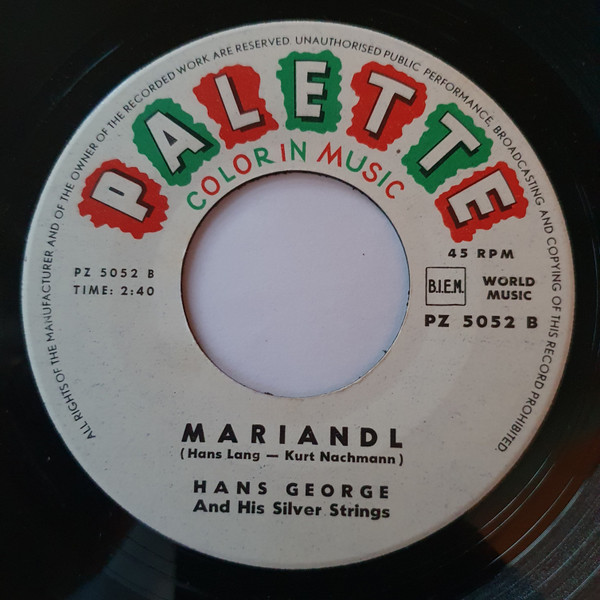 ALL RIGHTS OF THE MANUFACTURER AND OF THE OWNER OF THE RECORDED WORK ARE RESERVED. UNAUTHORISED PUBLIC PERFORMANCE, BROADCASTING AND COPYING OF THIS RECORD PROHIBITED.
PALETTE
COLOR IN MUSIC
PZ 5052 B
TIME: 2:40
45 RPM
B.I.E.M.
WORLD
MUSIC
PZ 5052 B
MARIANDL
(Hans Lang — Kurt Nachmann)
HANS GEORGE
And His Silver Strings